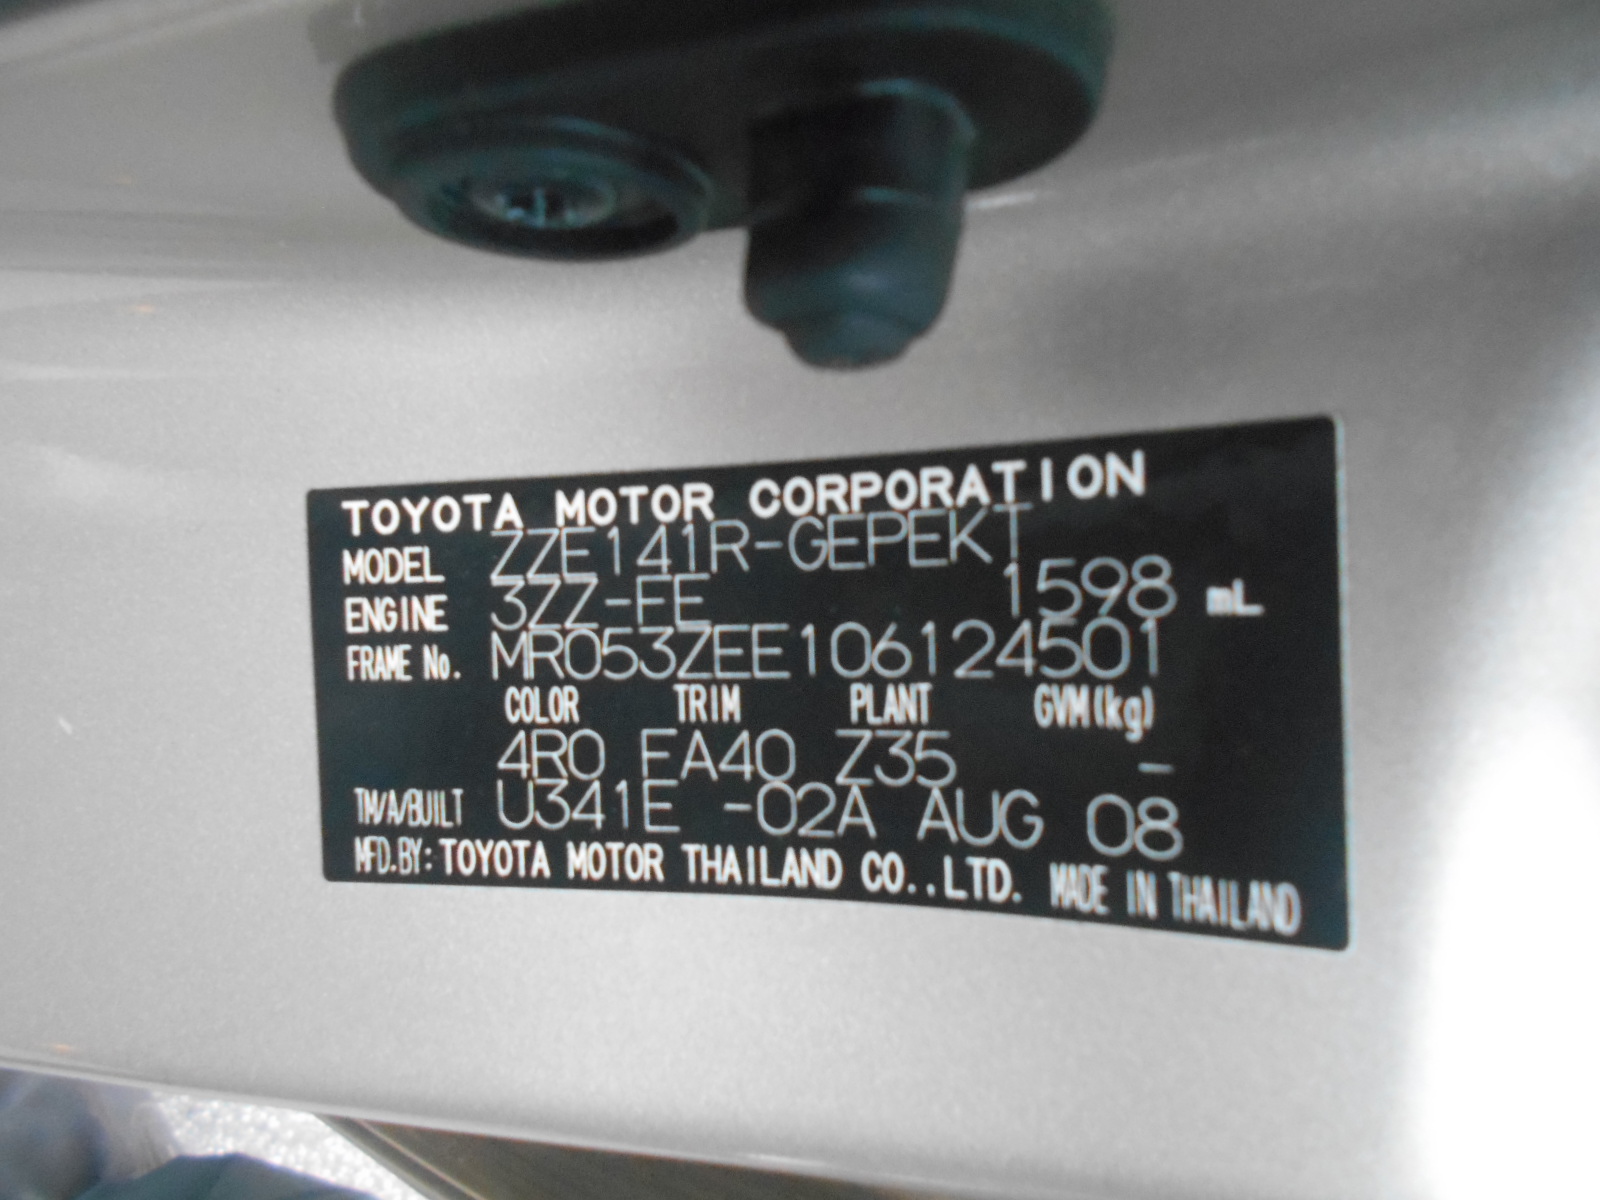 TOYOTA MOTOR CORPORATION
MODEL ZZE141R-GEPEKT
ENGINE 3ZZ-FE 1598 mL
FRAME No. MR053ZEE106124501
COLOR TRIM PLANT GVM(kg)
4R0 FA40 Z35 -
TM/A/BUILT U341E -02A AUG 08
MFD.BY: TOYOTA MOTOR THAILAND CO.,LTD. MADE IN THAILAND